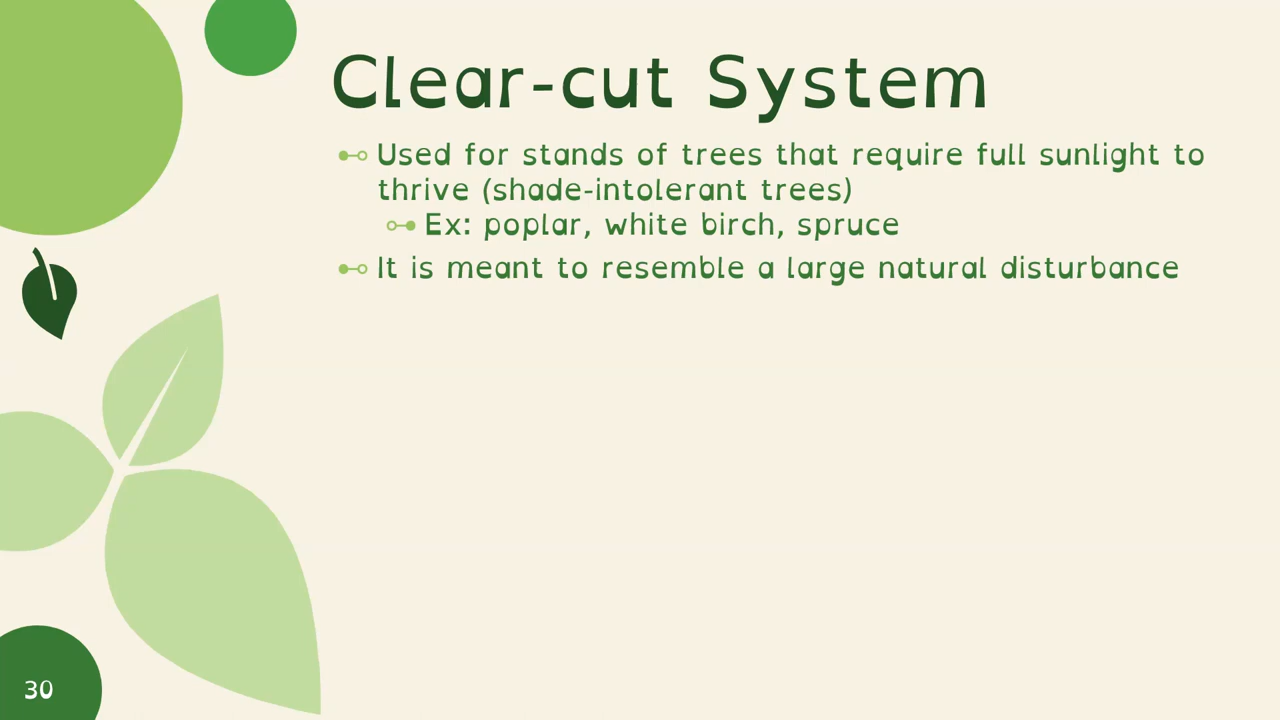 Clear-cut System
Used for stands of trees that require full sunlight to
thrive (shade-intolerant trees)
Ex: poplar, white birch, spruce
It is meant to resemble a large natural disturbance
30